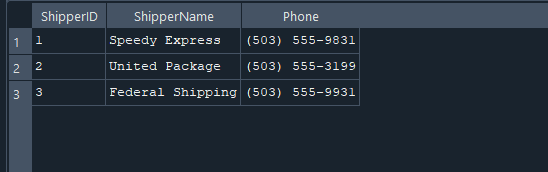 ShipperID ShipperName Phone
1 1 Speedy Express (503) 555-9831
2 2 United Package (503) 555-3199
3 3 Federal Shipping (503) 555-9931